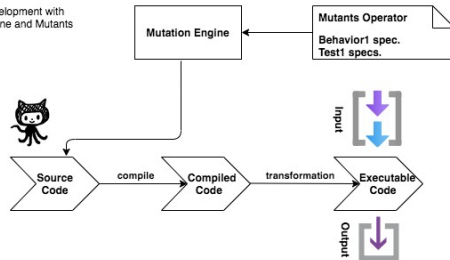 velopment with
ne and Mutants
Mutation Engine
Mutants Operator
Behavior1 spec.
Test1 specs.
Input
Source
Code
compile
Compiled
Code
transformation
Executable
Code
Output